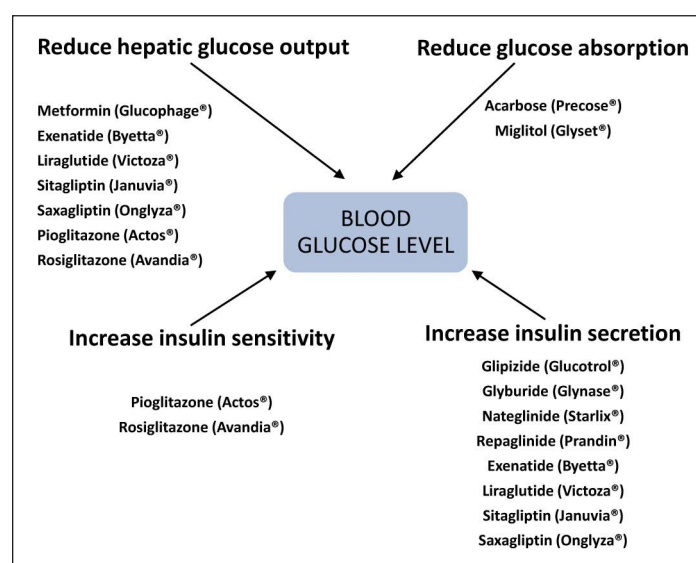 Reduce hepatic glucose output
Metformin (Glucophage®)
Exenatide (Byetta®)
Liraglutide (Victoza®)
Sitagliptin (Januvia®)
Saxagliptin (Onglyza®)
Pioglitazone (Actos®)
Rosiglitazone (Avandia®)
Reduce glucose absorption
Acarbose (Precose®)
Miglitol (Glyset®)
BLOOD
GLUCOSE LEVEL
Increase insulin sensitivity
Pioglitazone (Actos®)
Rosiglitazone (Avandia®)
Increase insulin secretion
Glipizide (Glucotrol®)
Glyburide (Glynase®)
Nateglinide (Starlix®)
Repaglinide (Prandin®)
Exenatide (Byetta®)
Liraglutide (Victoza®)
Sitagliptin (Januvia®)
Saxagliptin (Onglyza®)